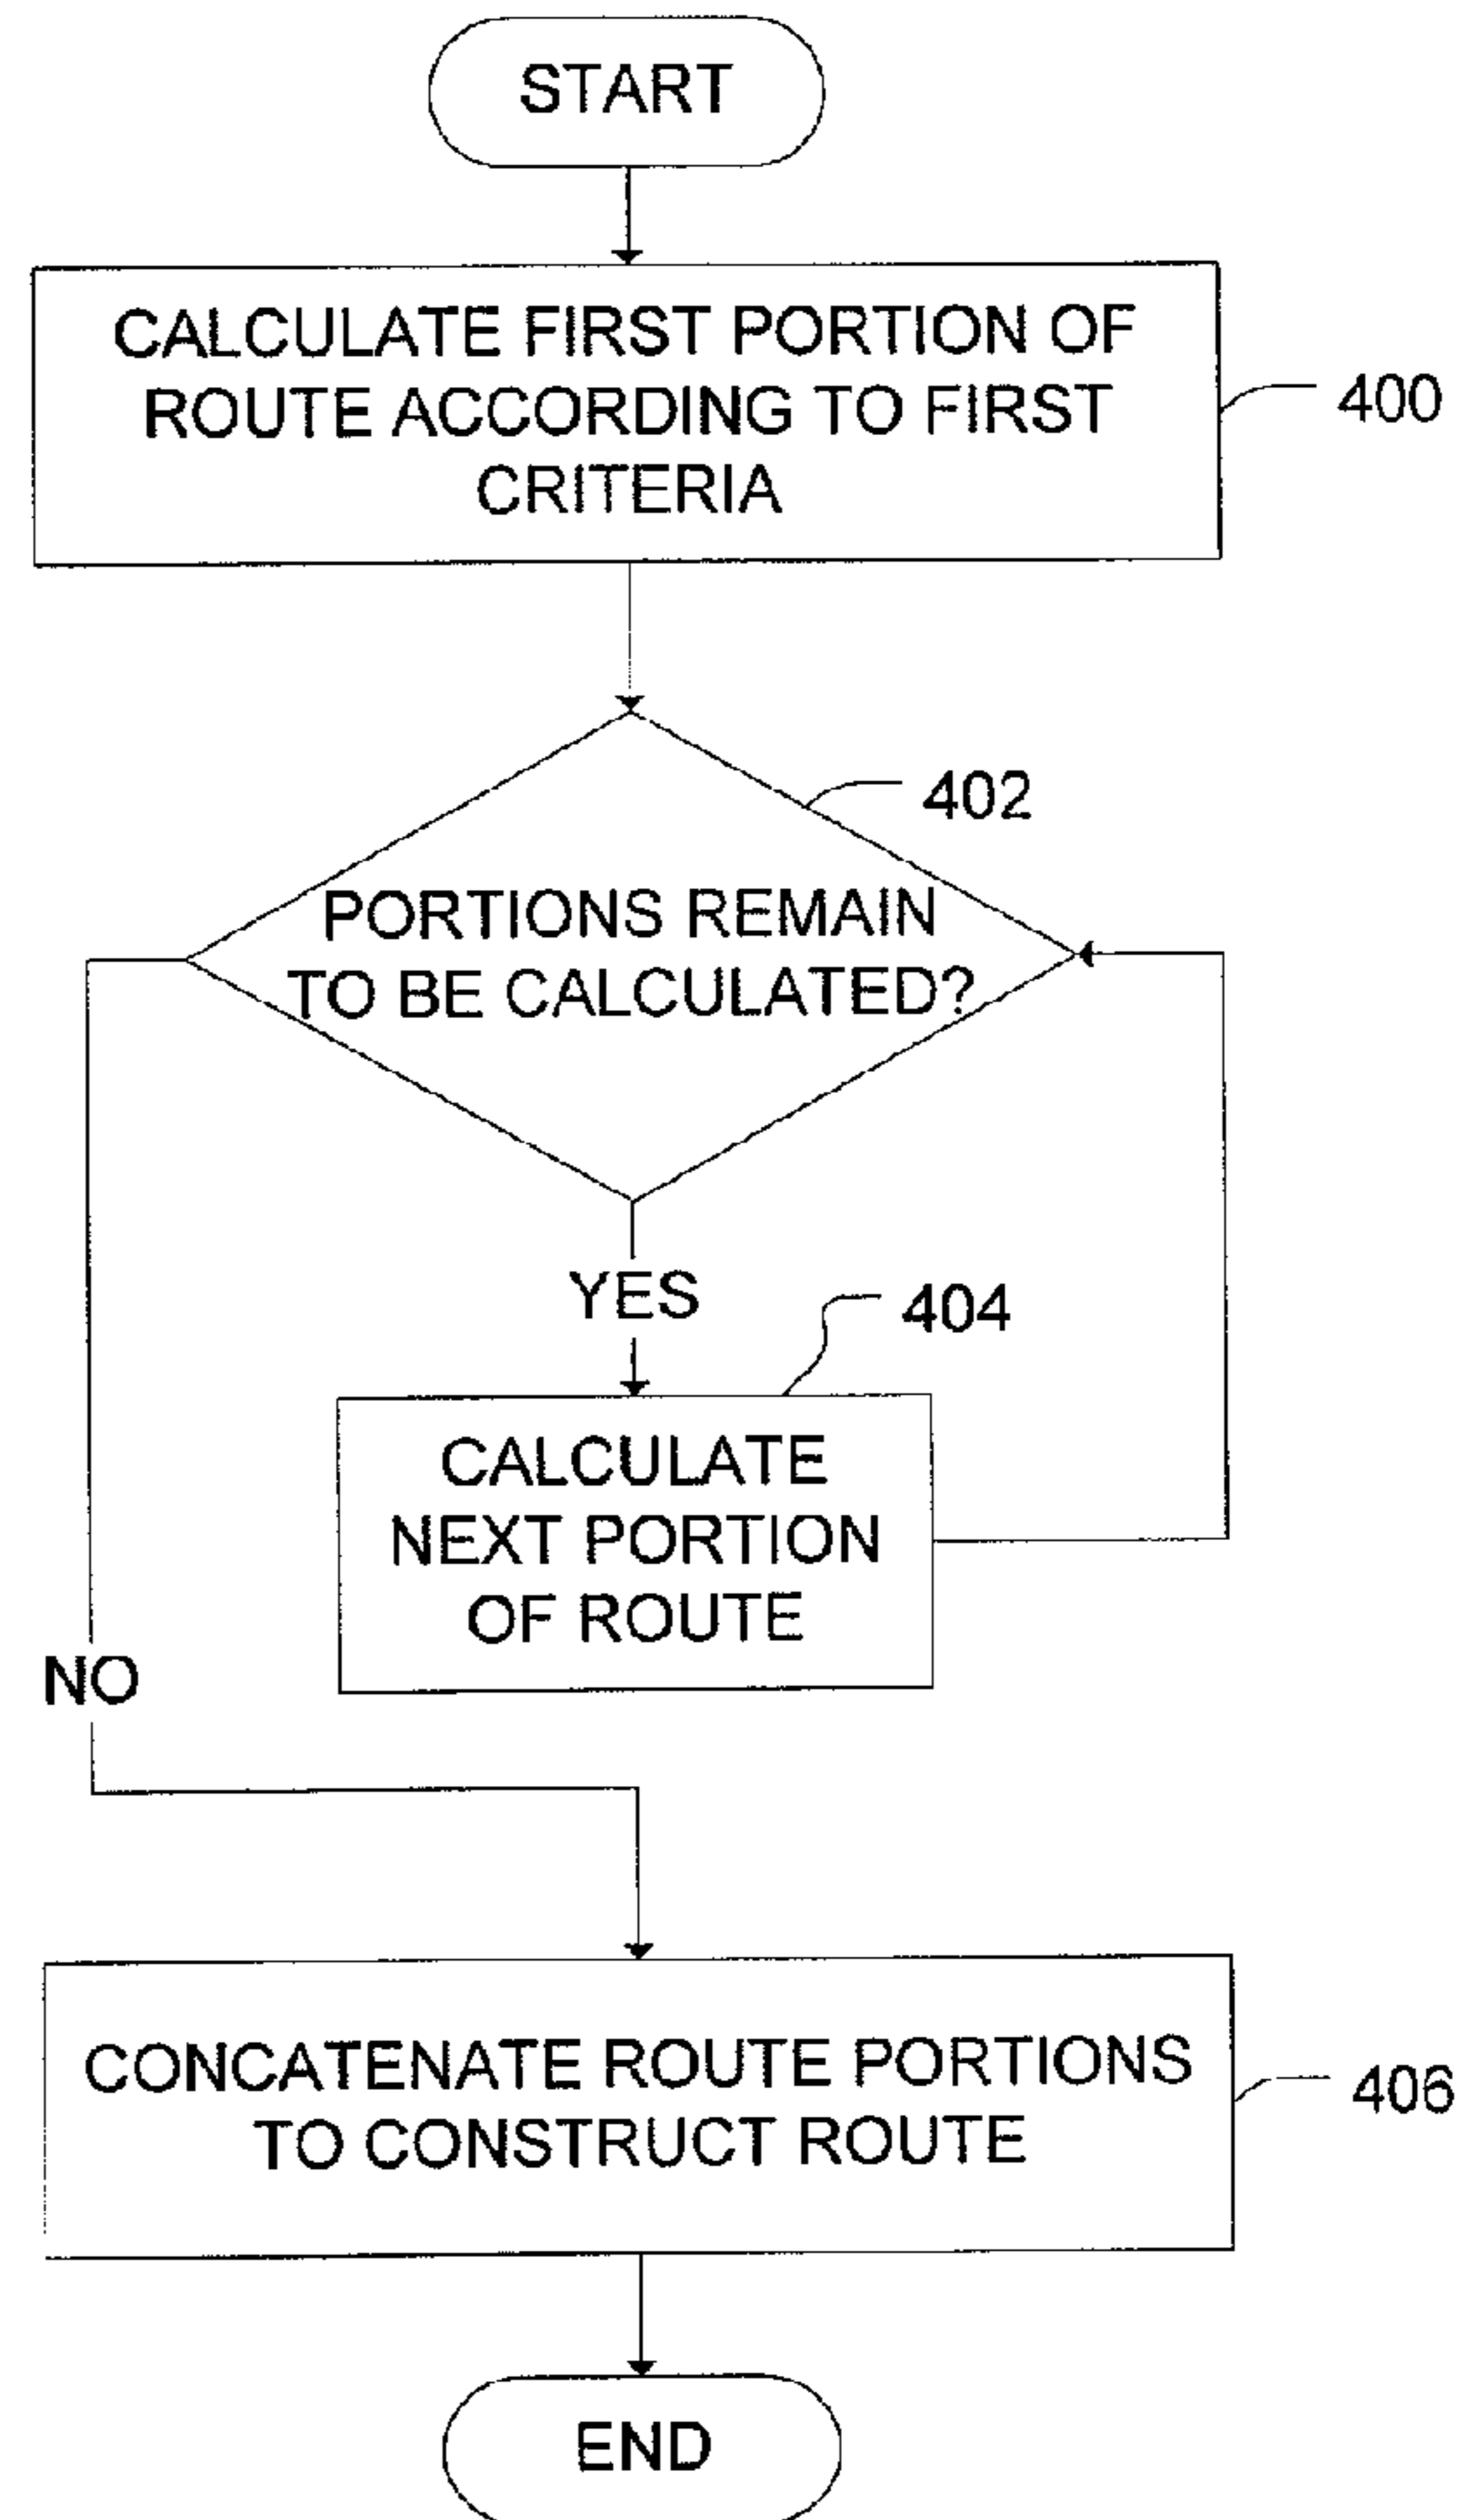 START
CALCULATE FIRST PORTION OF
ROUTE ACCORDING TO FIRST
CRITERIA
400
402
PORTIONS REMAIN
TO BE CALCULATED?
YES
404
CALCULATE
NEXT PORTION
OF ROUTE
NO
CONCATENATE ROUTE PORTIONS
TO CONSTRUCT ROUTE
406
END